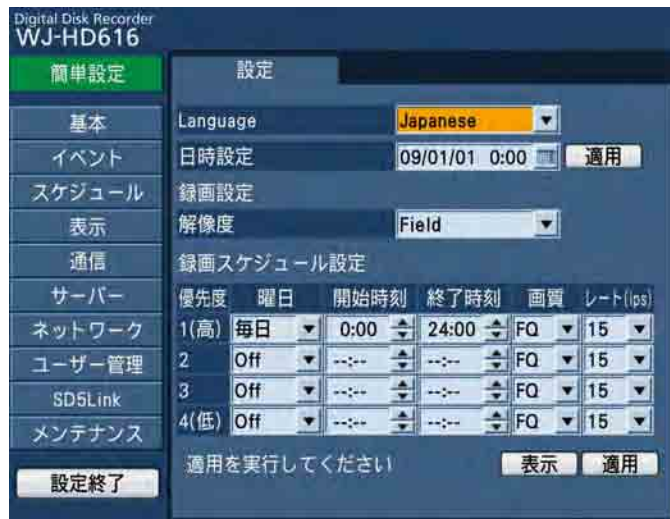 Digital Disk Recorder
WJ-HD616
簡単設定
基本
イベント
スケジュール
表示
通信
サーバー
ネットワーク
ユーザー管理
SD5Link
メンテナンス
設定終了
設定
Language Japanese
日時設定 09/01/01 0:00 適用
録画設定
解像度 Field
録画スケジュール設定
優先度 曜日 開始時刻 終了時刻 画質 レート(ips)
1(高) 毎日 0:00 24:00 FQ 15
2 Off --:-- --:-- FQ 15
3 Off --:-- --:-- FQ 15
4(低) Off --:-- --:-- FQ 15
適用を実行してください 表示 適用